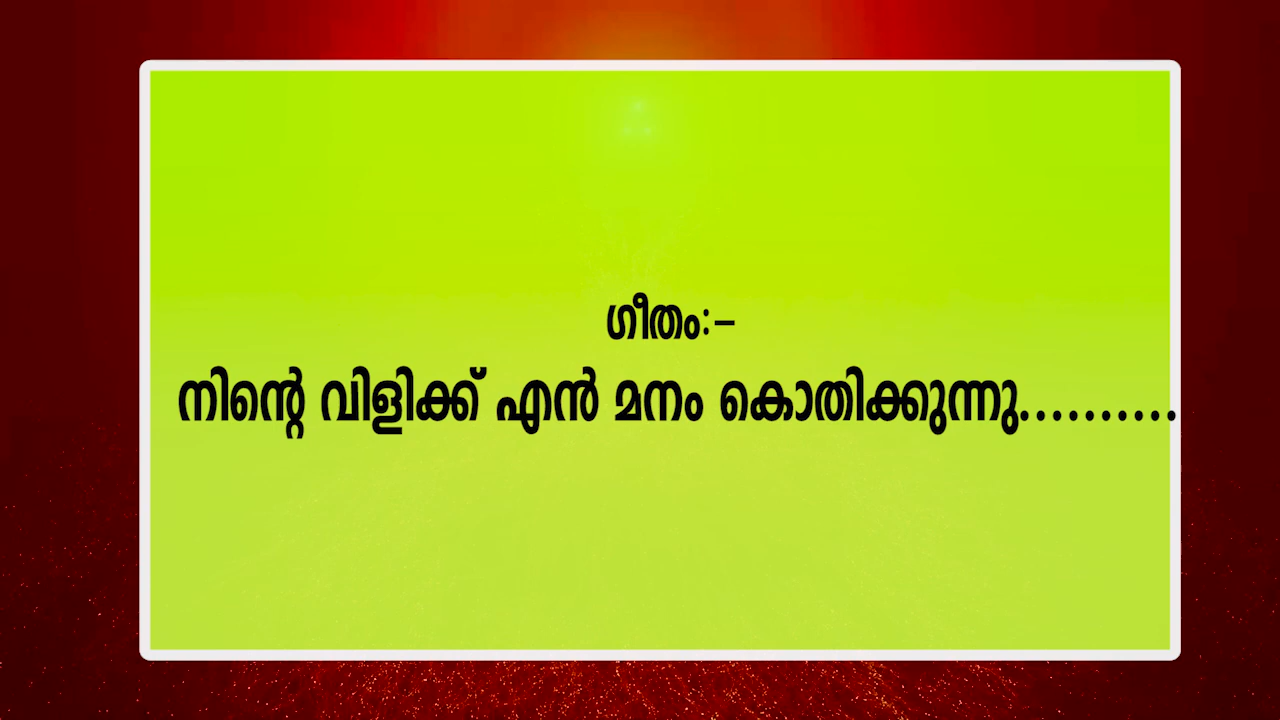 ഗീതം:-
നിന്റെ വിളിക്ക് എൻ മനം കൊതിക്കുന്നു..........